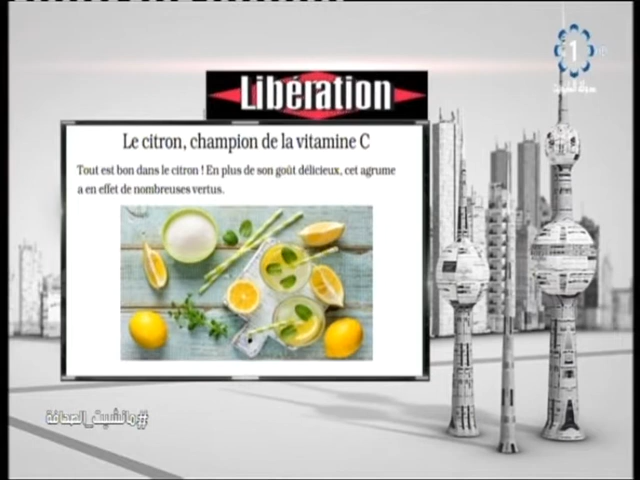 1
Libération
Le citron, champion de la vitamine C
Tout est bon dans le citron ! En plus de son goût délicieux, cet agrume
a en effet de nombreuses vertus.
#مانشيت_الصحافة